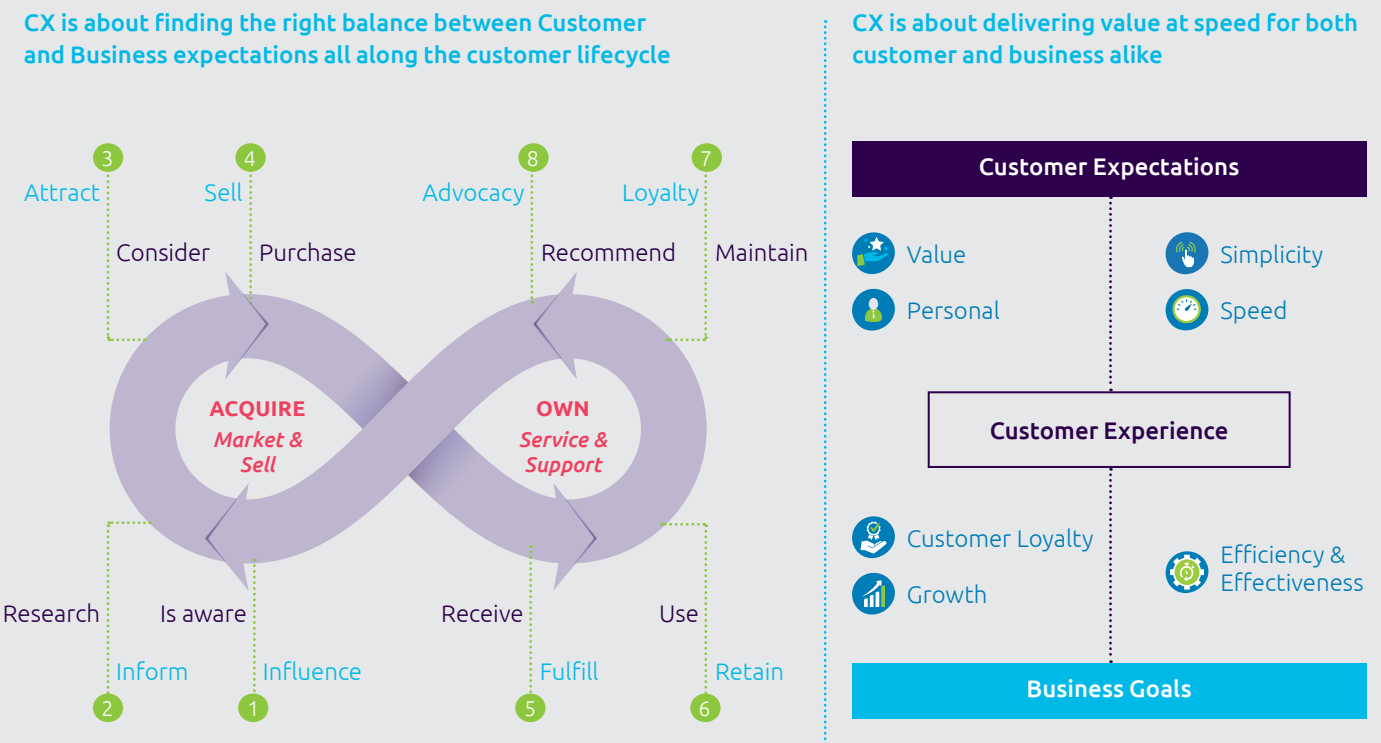 CX is about finding the right balance between Customer
and Business expectations all along the customer lifecycle
3
4
8
7
Attract
Sell
Advocacy
Loyalty
Consider
Purchase
Recommend
Maintain
ACQUIRE
Market &
Sell
OWN
Service &
Support
Research
Is aware
Receive
Use
Inform
Influence
Fulfill
Retain
2
1
5
6
CX is about delivering value at speed for both
customer and business alike
Customer Expectations
Value
Simplicity
Personal
Speed
Customer Experience
Customer Loyalty
Growth
Efficiency &
Effectiveness
Business Goals